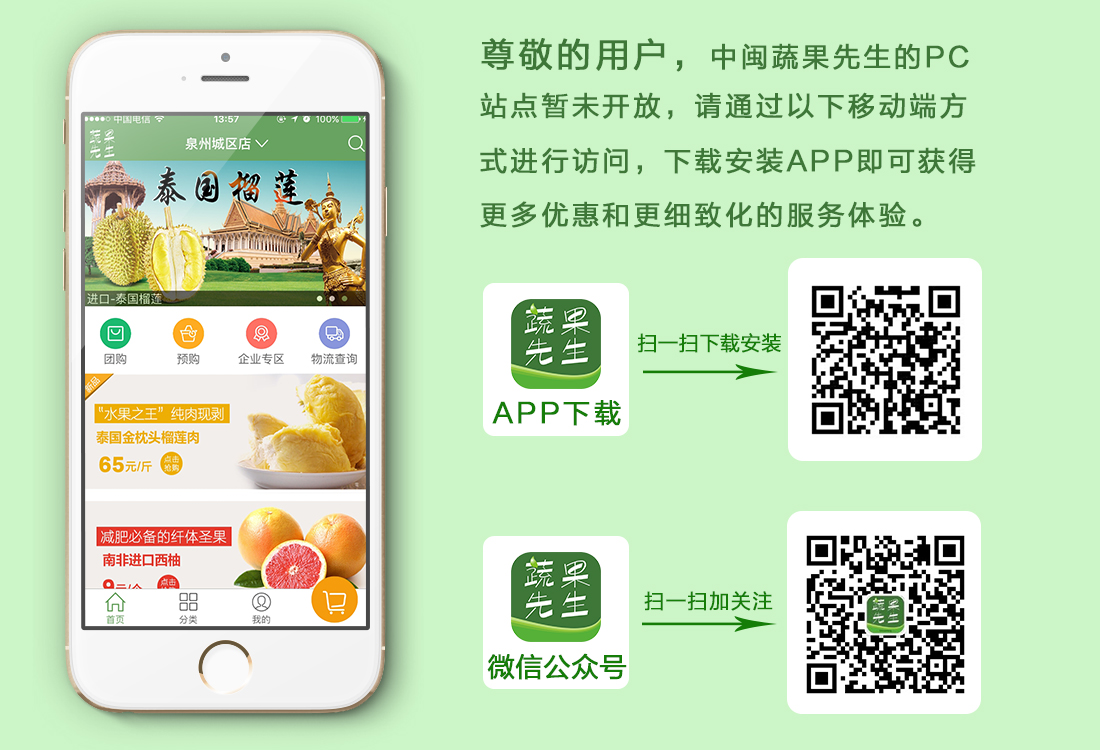 尊敬的用户，中闽蔬果先生的PC
站点暂未开放，请通过以下移动端方
式进行访问，下载安装APP即可获得
更多优惠和更细致化的服务体验。
中国电信
13:57
100%
蔬果
先生
泉州城区店
泰国榴莲
进口-泰国榴莲
团购
预购
企业专区
物流查询
新品
"水果之王" 纯肉现剥
泰国金枕头榴莲肉
65元/斤
点击
抢购
减肥必备的纤体圣果
南非进口西柚
点击
首页
分类
我的
蔬果
先生
APP下载
扫一扫下载安装
蔬果
先生
微信公众号
扫一扫加关注
蔬果
先生